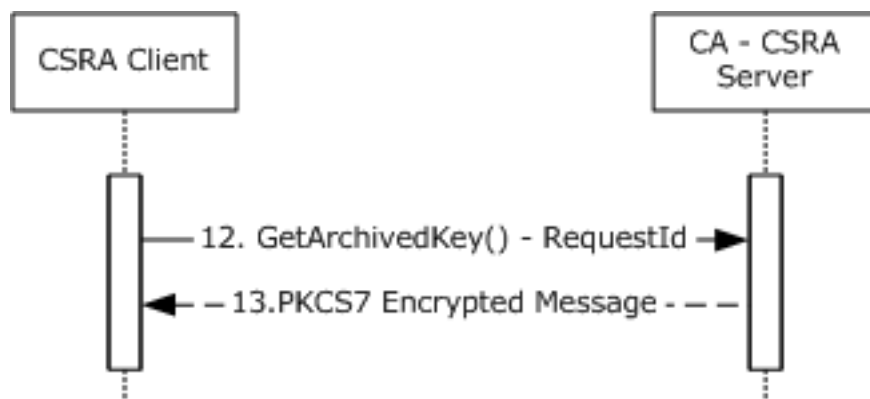 CSRA Client
CA - CSRA
Server
12. GetArchivedKey() - RequestId
13.PKCS7 Encrypted Message